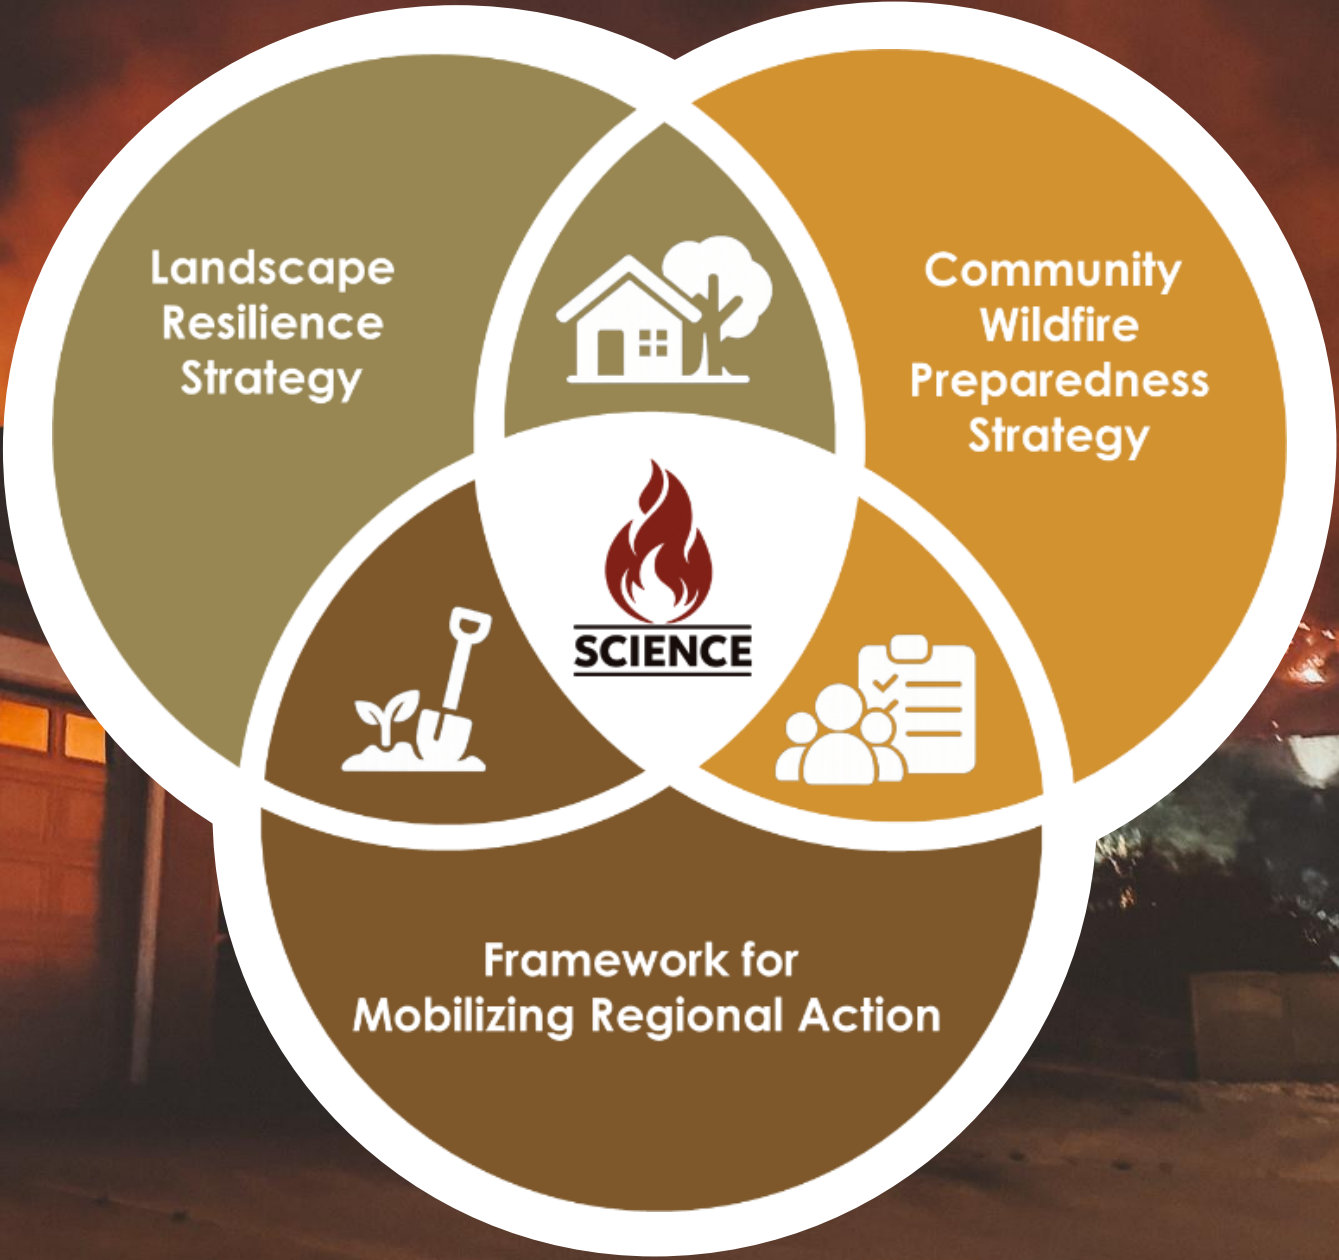 Landscape
Resilience
Strategy
Community
Wildfire
Preparedness
Strategy
SCIENCE
Framework for
Mobilizing Regional Action